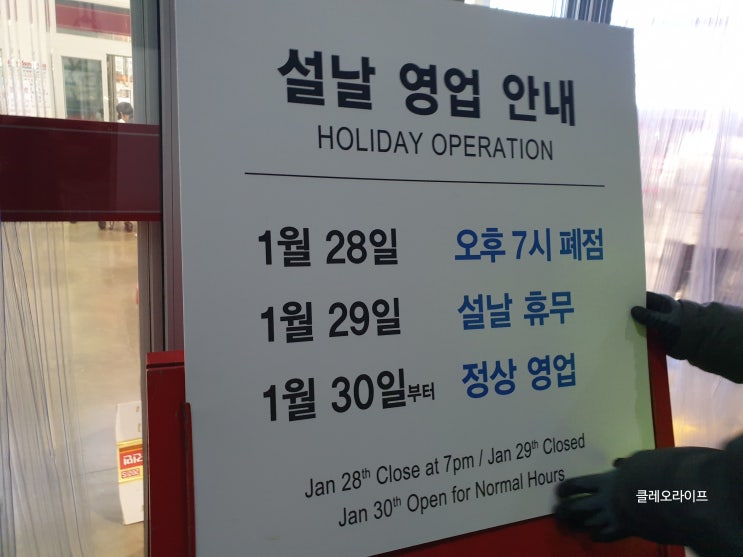 설날 영업 안내
HOLIDAY OPERATION
1월 28일 오후 7시 폐점
1월 29일 설날 휴무
1월 30일부터 정상 영업
Jan 28th Close at 7pm / Jan 29th Closed
Jan 30th Open for Normal Hours
클레오라이프